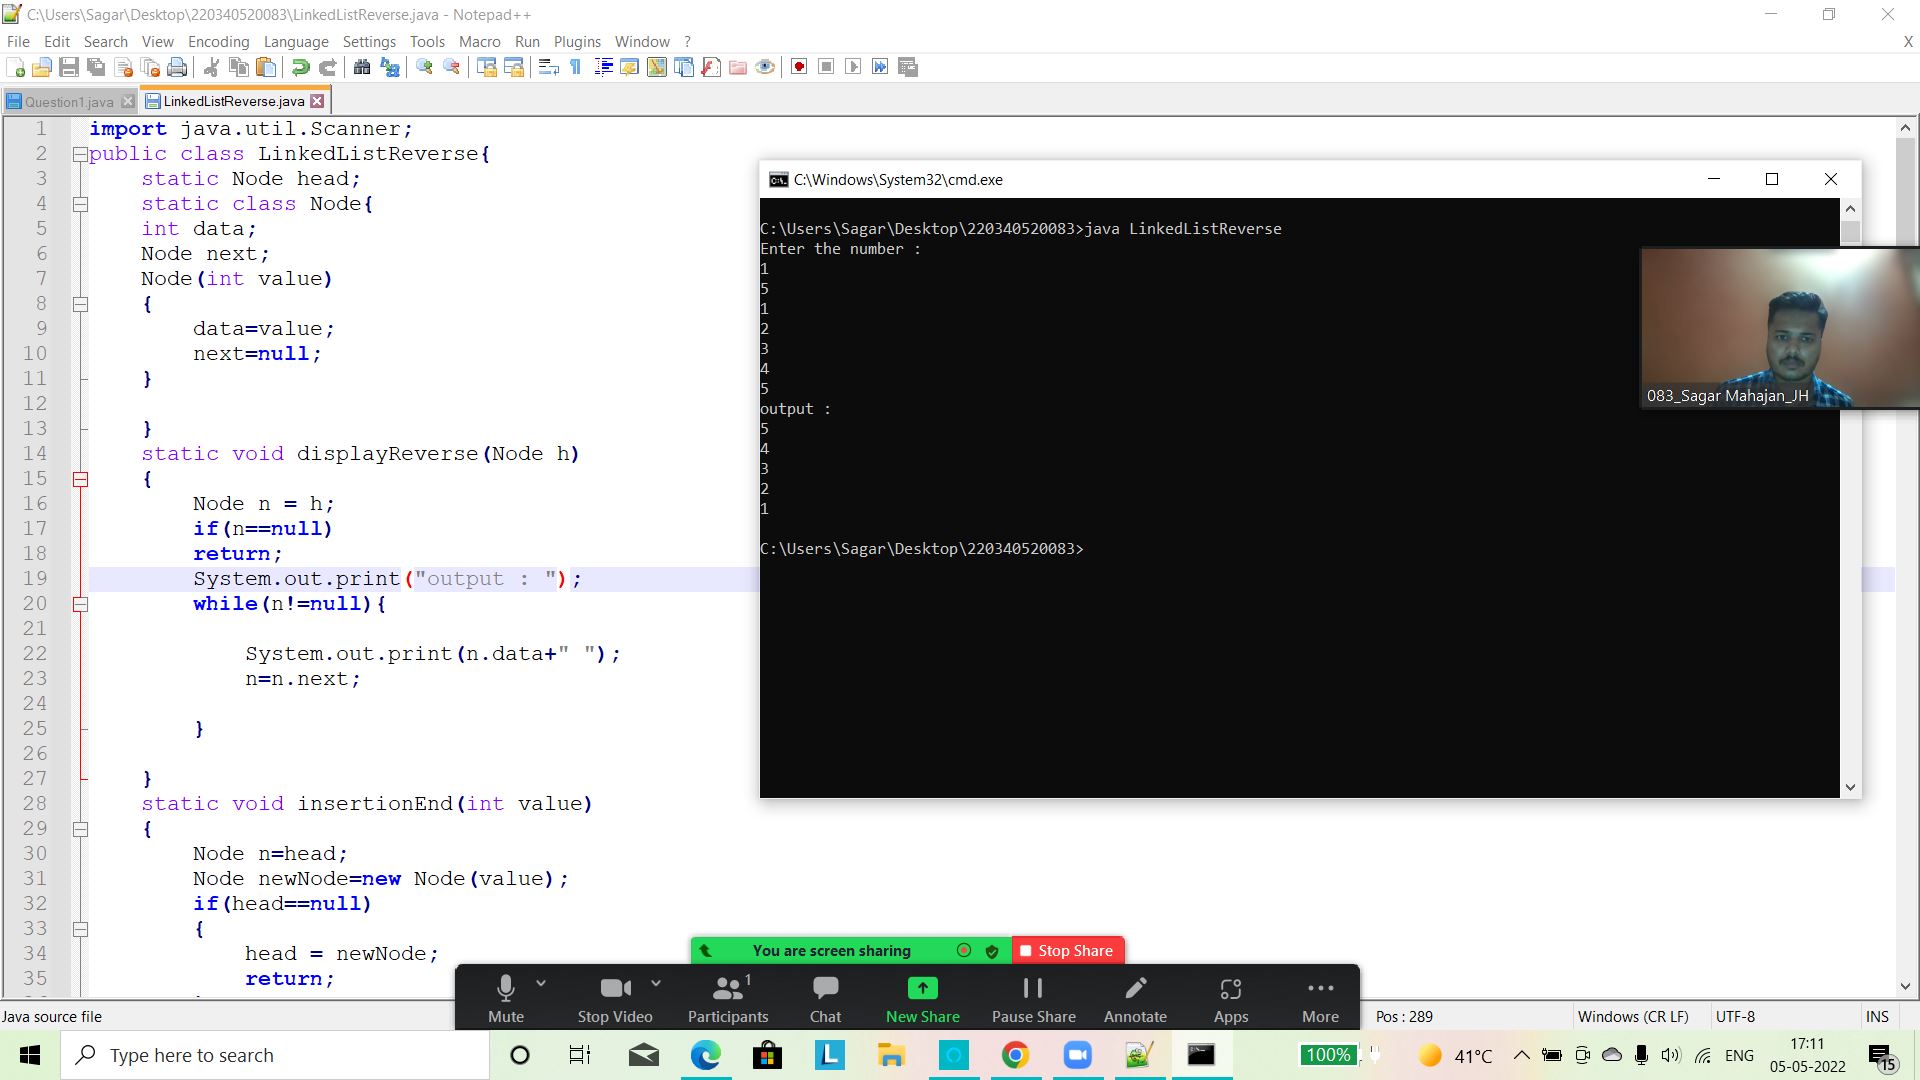 C:\Users\Sagar\Desktop\220340520083\LinkedListReverse.java - Notepad++
File Edit Search View Encoding Language Settings Tools Macro Run Plugins Window ? X
Question1.java LinkedListReverse.java
1 import java.util.Scanner;
2 public class LinkedListReverse{
3 static Node head;
4 static class Node{
5 int data;
6 Node next;
7 Node(int value)
8 {
9 data=value;
10 next=null;
11 }
12
13 }
14 static void displayReverse(Node h)
15 {
16 Node n = h;
17 if(n==null)
18 return;
19 System.out.print("output : ");
20 while(n!=null){
21
22 System.out.print(n.data+" ");
23 n=n.next;
24
25 }
26
27 }
28 static void insertionEnd(int value)
29 {
30 Node n=head;
31 Node newNode=new Node(value);
32 if(head==null)
33 {
34 head = newNode;
35 return;
C:\Windows\System32\cmd.exe
C:\Users\Sagar\Desktop\220340520083>java LinkedListReverse
Enter the number :
1
5
1
2
3
4
5
output :
5
4
3
2
1
C:\Users\Sagar\Desktop\220340520083>
083_Sagar Mahajan_JH
You are screen sharing Stop Share
Mute Stop Video Participants 1 Chat New Share Pause Share Annotate Apps More
Java source file Pos : 289 Windows (CR LF) UTF-8 INS
Type here to search
100% 41°C ENG
17:11
05-05-2022
15